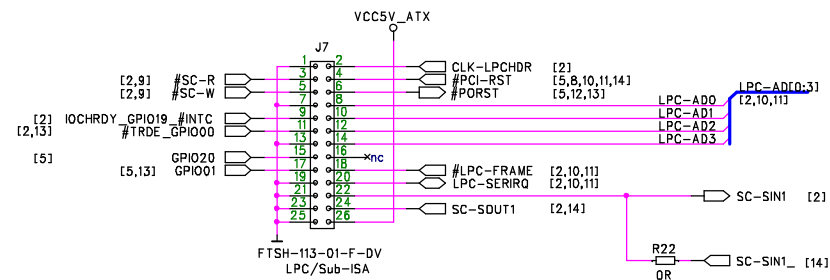 VCC5V_ATX
J7
1 2 CLK-LPCHDR [2]
[2,9] #SC-R 3 4 #PCI-RST [5,8,10,11,14]
[2,9] #SC-W 5 6 #PORST [5,12,13]
7 8 LPC-AD0 LPC-AD[0:3]
[2] IOCHRDY_GPIO19_#INTC 9 10 LPC-AD1 [2,10,11]
[2,13] #TRDE_GPIO00 11 12 LPC-AD2
13 14 LPC-AD3
[5] GPIO20 15 16 nc
[5,13] GPIO01 17 18 #LPC-FRAME [2,10,11]
19 20 LPC-SERIRQ [2,10,11]
21 22 SC-SIN1 [2]
23 24 SC-SOUT1 [2,14]
25 26
FTSH-113-01-F-DV
LPC/Sub-ISA
R22
0R
SC-SIN1_ [14]